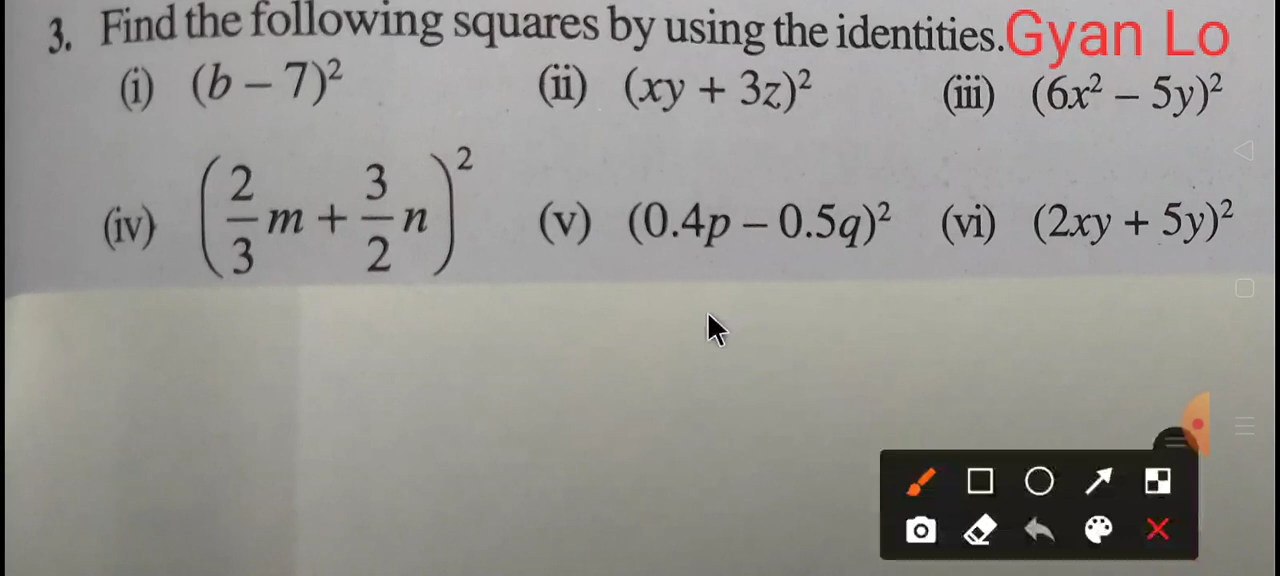 3. Find the following squares by using the identities. Gyan Lo
(i) (b – 7)² (ii) (xy + 3z)² (iii) (6x² – 5y)²
(iv) (2/3 m + 3/2 n)² (v) (0.4p – 0.5q)² (vi) (2xy + 5y)²